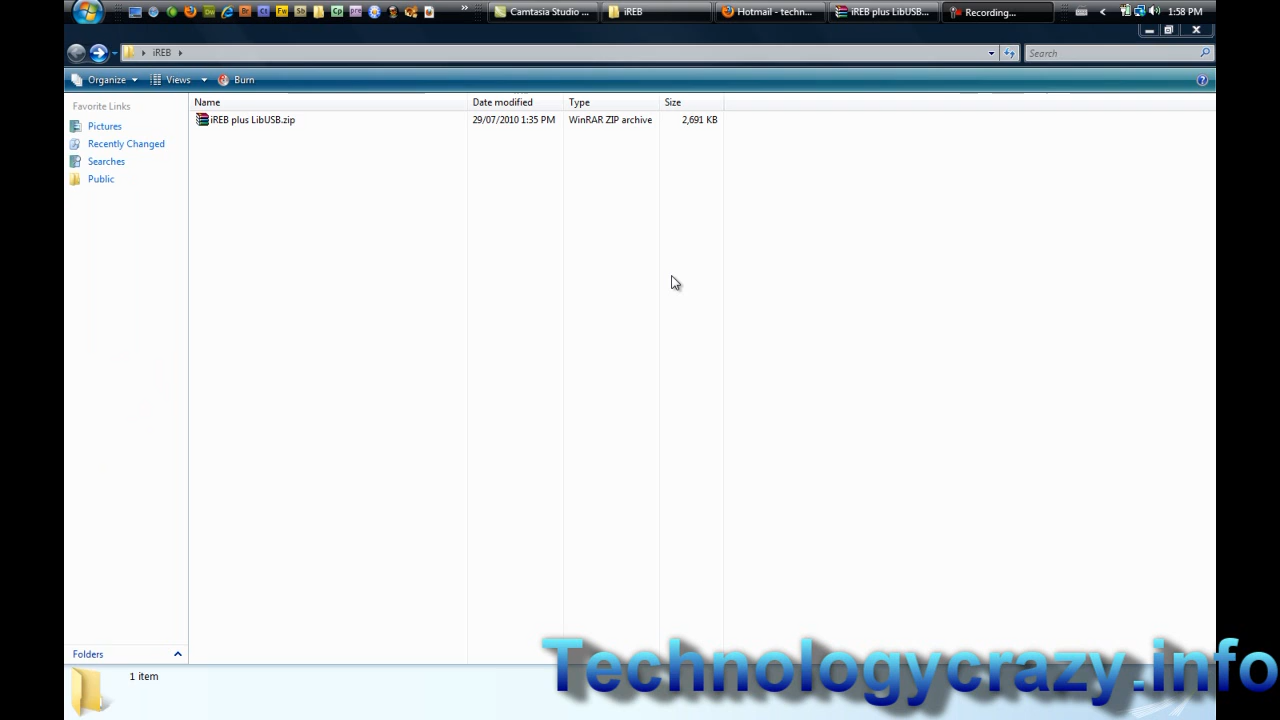 Camtasia Studio ... iREB Hotmail - techn... iREB plus LibUSB... Recording... 1:58 PM
iREB
Search
Organize Views Burn
Favorite Links
Pictures
Recently Changed
Searches
Public
Name Date modified Type Size
iREB plus LibUSB.zip 29/07/2010 1:35 PM WinRAR ZIP archive 2,691 KB
Folders
1 item
Technologycrazy.info